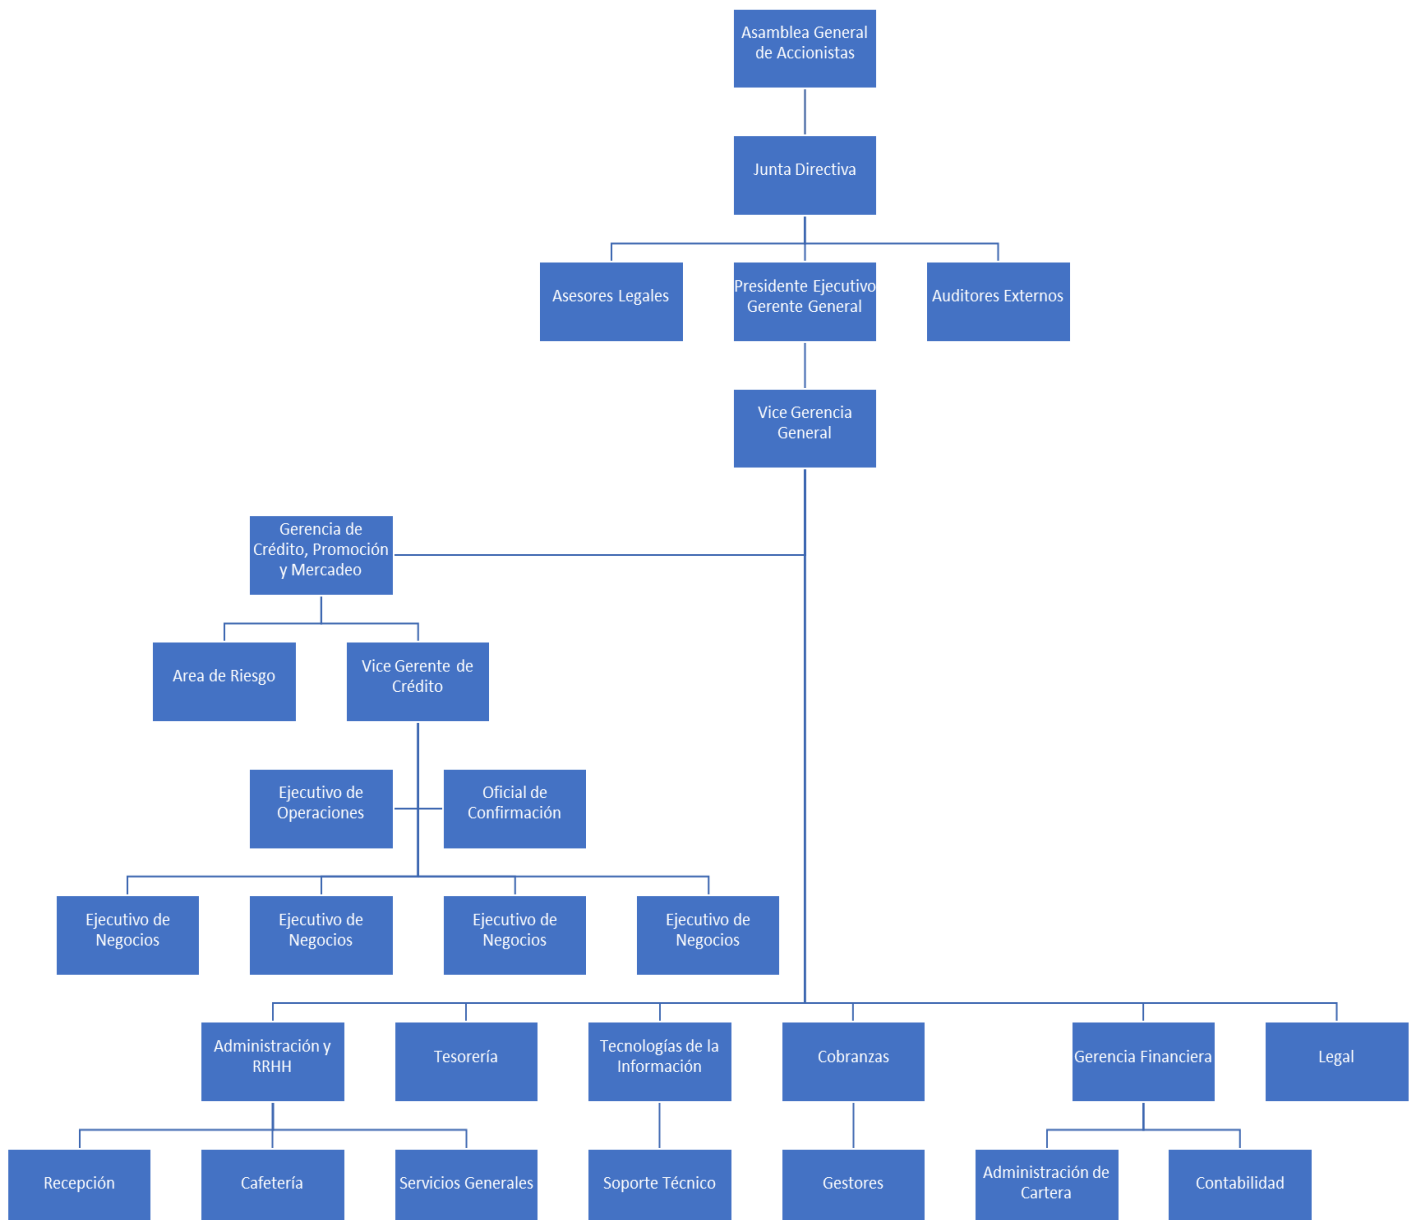 Asamblea General
de Accionistas
Junta Directiva
Asesores Legales
Presidente Ejecutivo
Gerente General
Auditores Externos
Vice Gerencia
General
Gerencia de
Crédito, Promoción
y Mercadeo
Area de Riesgo
Vice Gerente de
Crédito
Ejecutivo de
Operaciones
Oficial de
Confirmación
Ejecutivo de
Negocios
Ejecutivo de
Negocios
Ejecutivo de
Negocios
Ejecutivo de
Negocios
Administración y
RRHH
Tesorería
Tecnologías de la
Información
Cobranzas
Gerencia Financiera
Legal
Recepción
Cafetería
Servicios Generales
Soporte Técnico
Gestores
Administración de
Cartera
Contabilidad